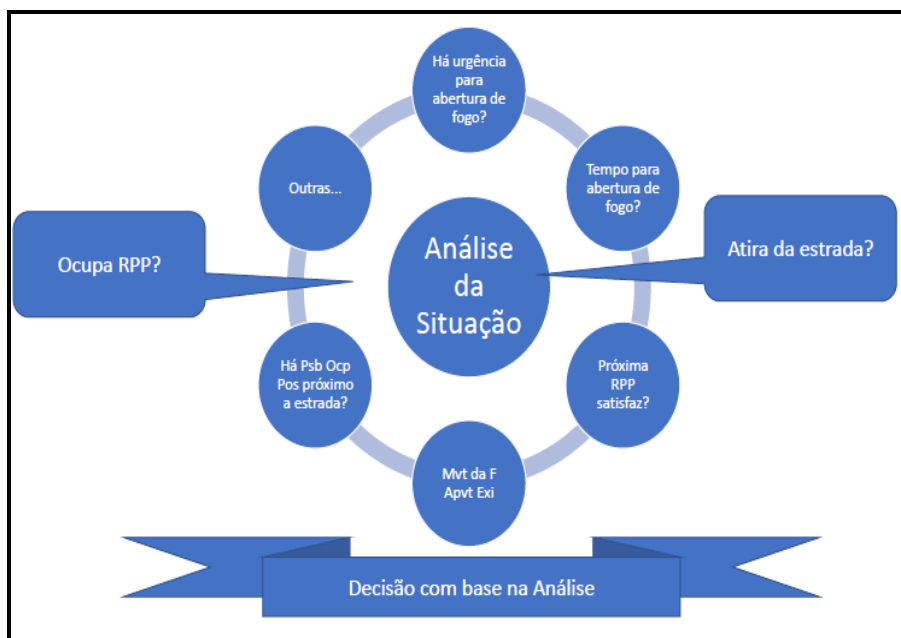 Há urgência
para
abertura de
fogo?
Outras...
Tempo para
abertura de
fogo?
Ocupa RPP?
Análise
da
Situação
Atira da estrada?
Há Psb Ocp
Pos próximo
a estrada?
Próxima
RPP
satisfaz?
Mvt da F
Apvt Exi
Decisão com base na Análise